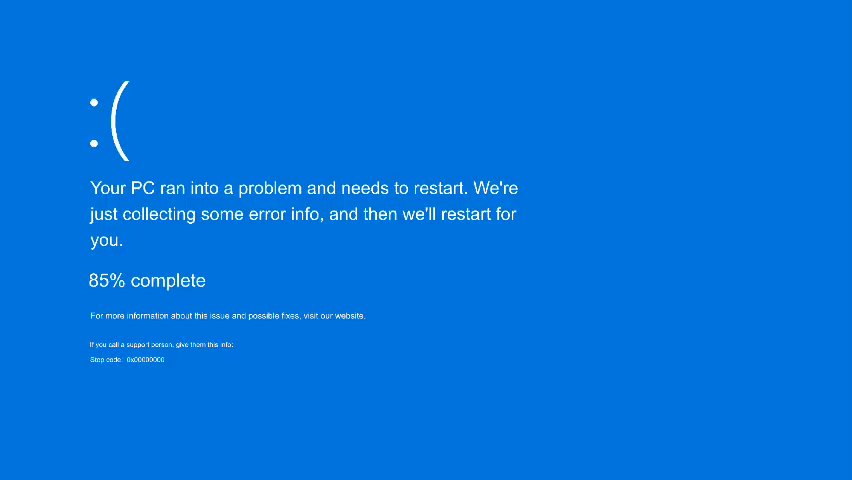 :(
Your PC ran into a problem and needs to restart. We're
just collecting some error info, and then we'll restart for
you.
85% complete
For more information about this issue and possible fixes, visit our website.
If you call a support person, give them this info:
Stop code: 0x00000000